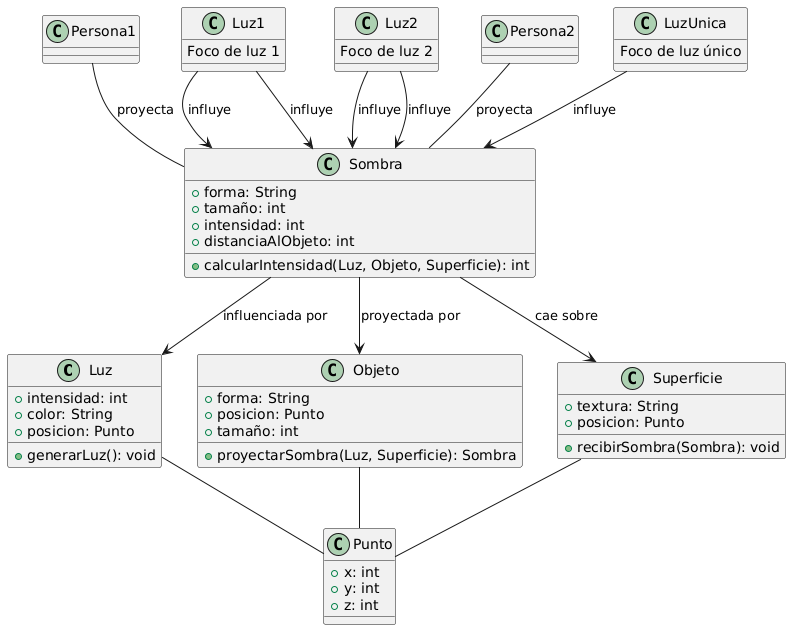 C Persona1
C Luz1
Foco de luz 1
C Luz2
Foco de luz 2
C Persona2
C LuzUnica
Foco de luz único
proyecta
influye
influye
influye
influye
proyecta
influye
C Sombra
forma: String
tamaño: int
intensidad: int
distanciaAlObjeto: int
calcularIntensidad(Luz, Objeto, Superficie): int
influenciada por
proyectada por
cae sobre
C Luz
intensidad: int
color: String
posicion: Punto
generarLuz(): void
C Objeto
forma: String
posicion: Punto
tamaño: int
proyectarSombra(Luz, Superficie): Sombra
C Superficie
textura: String
posicion: Punto
recibirSombra(Sombra): void
C Punto
x: int
y: int
z: int